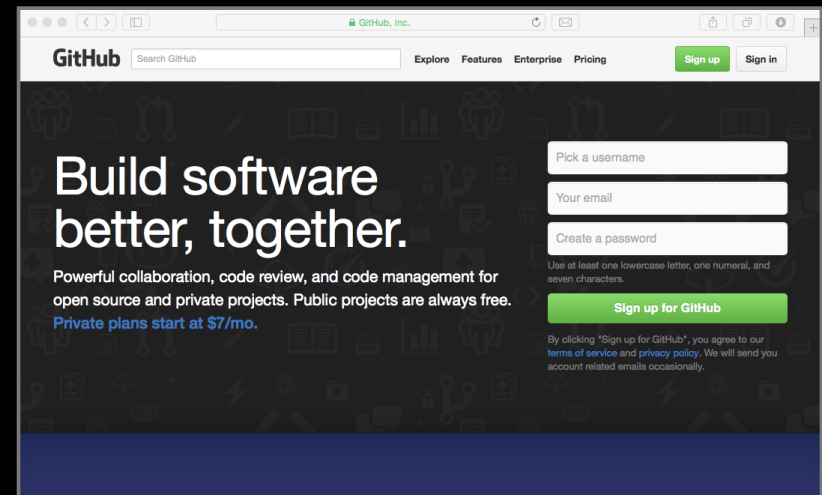 GitHub, Inc.
GitHub
Search GitHub
Explore Features Enterprise Pricing
Sign up
Sign in
Build software
better, together.
Powerful collaboration, code review, and code management for
open source and private projects. Public projects are always free.
Private plans start at $7/mo.
Pick a username
Your email
Create a password
Use at least one lowercase letter, one numeral, and
seven characters.
Sign up for GitHub
By clicking "Sign up for GitHub", you agree to our
terms of service and privacy policy. We will send you
account related emails occasionally.